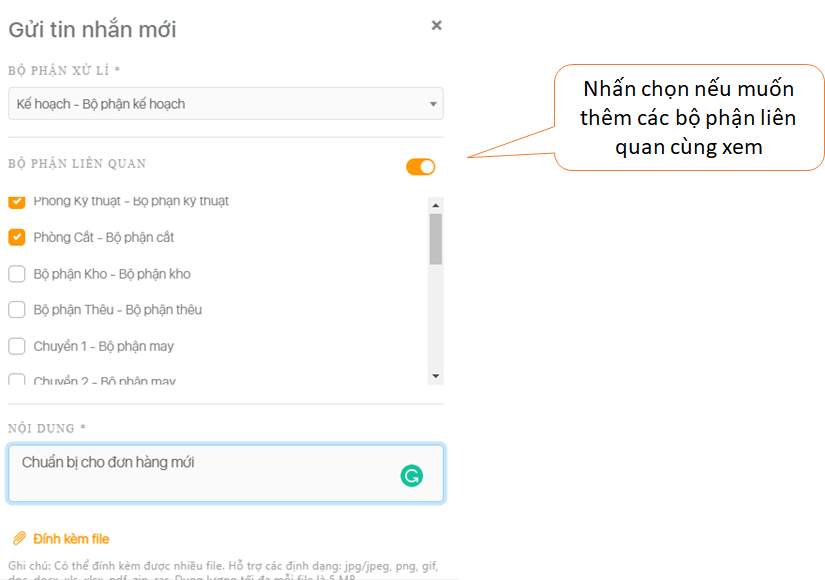 Gửi tin nhắn mới
×
BỘ PHẬN XỬ LÍ *
Kế hoạch - Bộ phận kế hoạch
BỘ PHẬN LIÊN QUAN
Phòng Kỹ thuật - Bộ phận kỹ thuật
Phòng Cắt - Bộ phận cắt
Bộ phận Kho - Bộ phận kho
Bộ phận Thêu - Bộ phận thêu
Chuyền 1 - Bộ phận may
Chuyền 2 - Bộ phận may
NỘI DUNG *
Chuẩn bị cho đơn hàng mới
Đính kèm file
Ghi chú: Có thể đính kèm được nhiều file. Hỗ trợ các định dạng: jpg/jpeg, png, gif,
doc, docx, xls, xlsx, pdf, zip, rar. Dung lượng tối đa mỗi file là 5 MB
Nhấn chọn nếu muốn
thêm các bộ phận liên
quan cùng xem